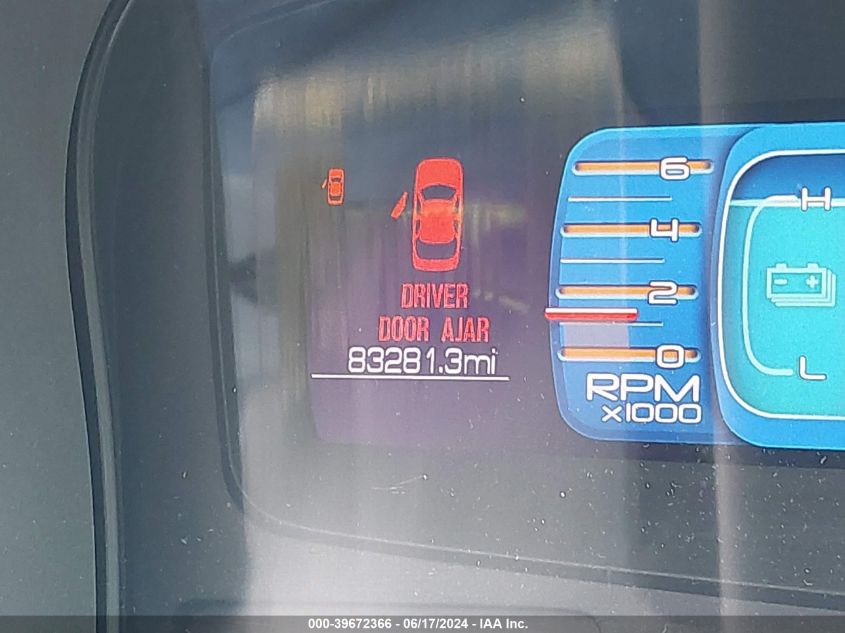 DRIVER
DOOR AJAR
83281.3mi
6
4
2
0
RPM
x1000
H
- +
L
000-39672366 - 06/17/2024 - IAA Inc.